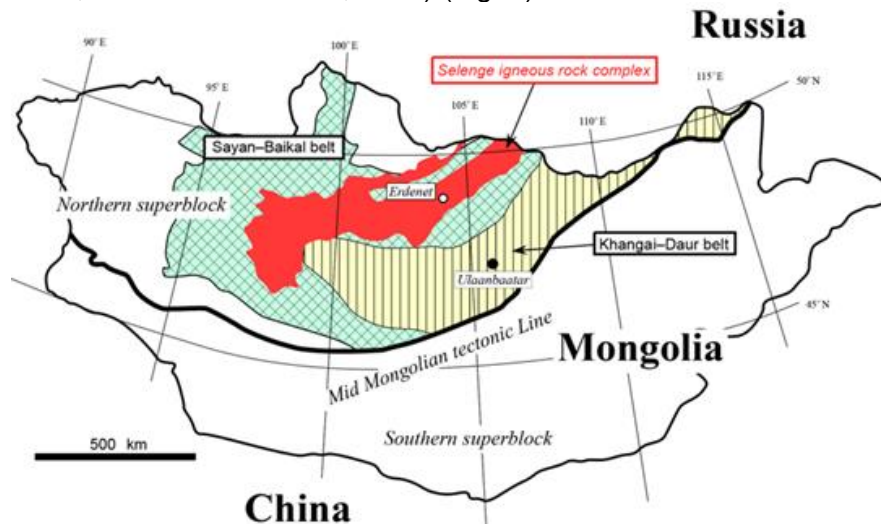 Russia
90°E
100°E
Selenge igneous rock complex
115°E
50°N
95°E
105°E
110°E
Sayan–Baikal belt
Erdenet
Northern superblock
Khangai–Daur belt
Ulaanbaatar
45°N
Mid Mongolian tectonic Line
Mongolia
Southern superblock
500 km
China